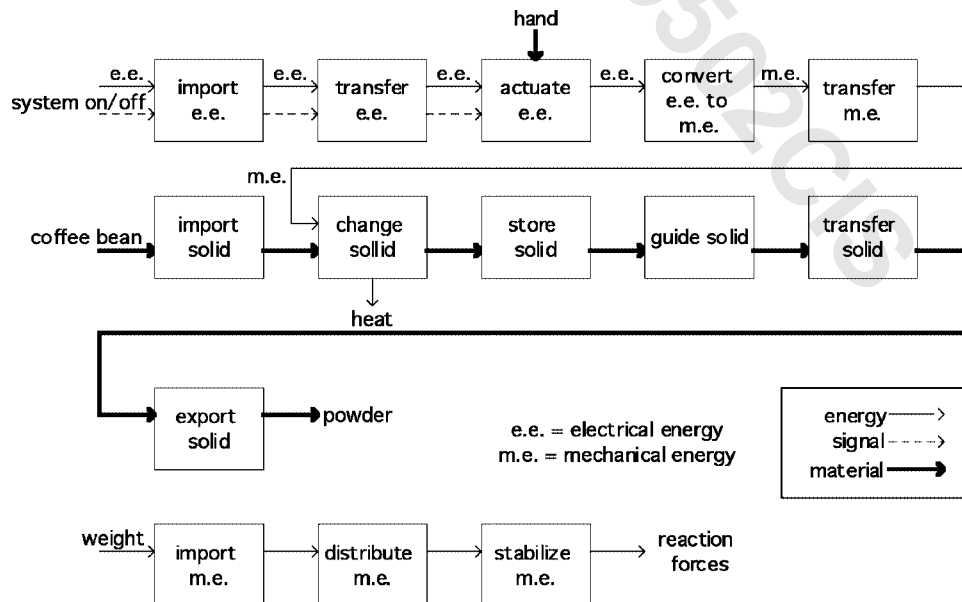 hand
e.e.
e.e.
e.e.
e.e.
m.e.
system on/off
import
e.e.
transfer
e.e.
actuate
e.e.
convert
e.e. to
m.e.
transfer
m.e.
m.e.
coffee bean
import
solid
change
sollid
store
solid
guide solid
transfer
solid
heat
export
solid
powder
e.e. = electrical energy
m.e. = mechanical energy
energy
signal
material
weight
import
m.e.
distribute
m.e.
stabilize
m.e.
reaction
forces
502Cls